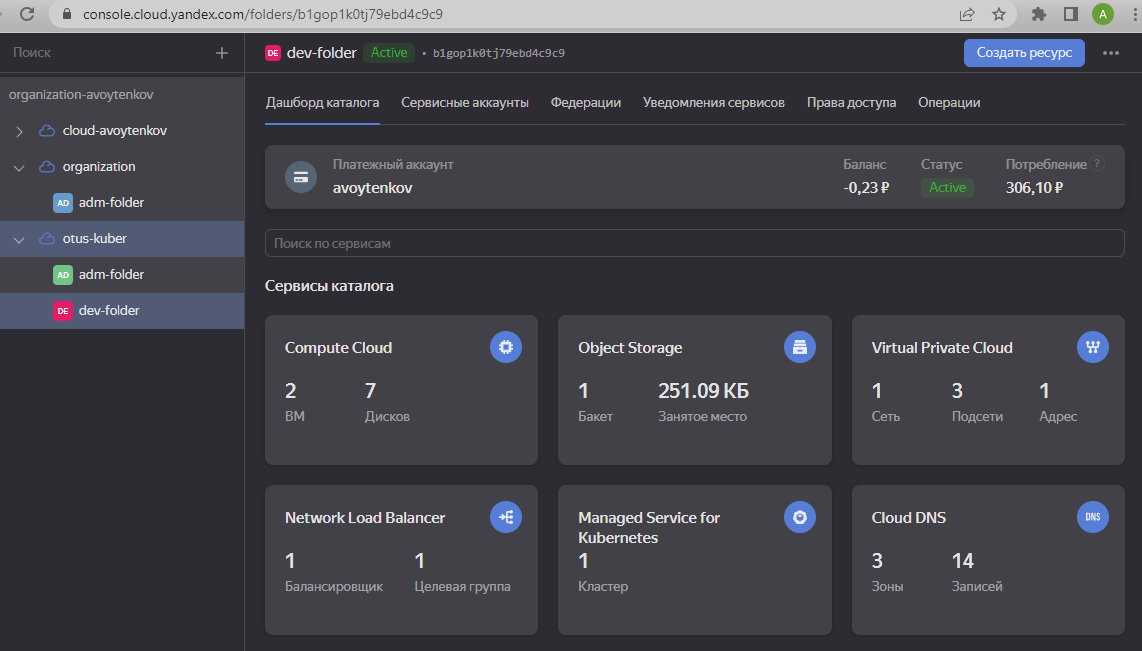 console.cloud.yandex.com/folders/b1gop1k0tj79ebd4c9c9
A
Поиск
organization-avoytenkov
cloud-avoytenkov
organization
AD adm-folder
otus-kuber
AD adm-folder
DE dev-folder
DE dev-folder Active • b1gop1k0tj79ebd4c9c9
Создать ресурс
Дашборд каталога Сервисные аккаунты Федерации Уведомления сервисов Права доступа Операции
Платежный аккаунт Баланс Статус Потребление ?
avoytenkov -0,23 ₽ Active 306,10 ₽
Поиск по сервисам
Сервисы каталога
Compute Cloud
2 7
ВМ Дисков
Object Storage
1 251.09 КБ
Бакет Занятое место
Virtual Private Cloud
1 3 1
Сеть Подсети Адрес
Network Load Balancer
1 1
Балансировщик Целевая группа
Managed Service for
Kubernetes
1
Кластер
Cloud DNS DNS
3 14
Зоны Записей